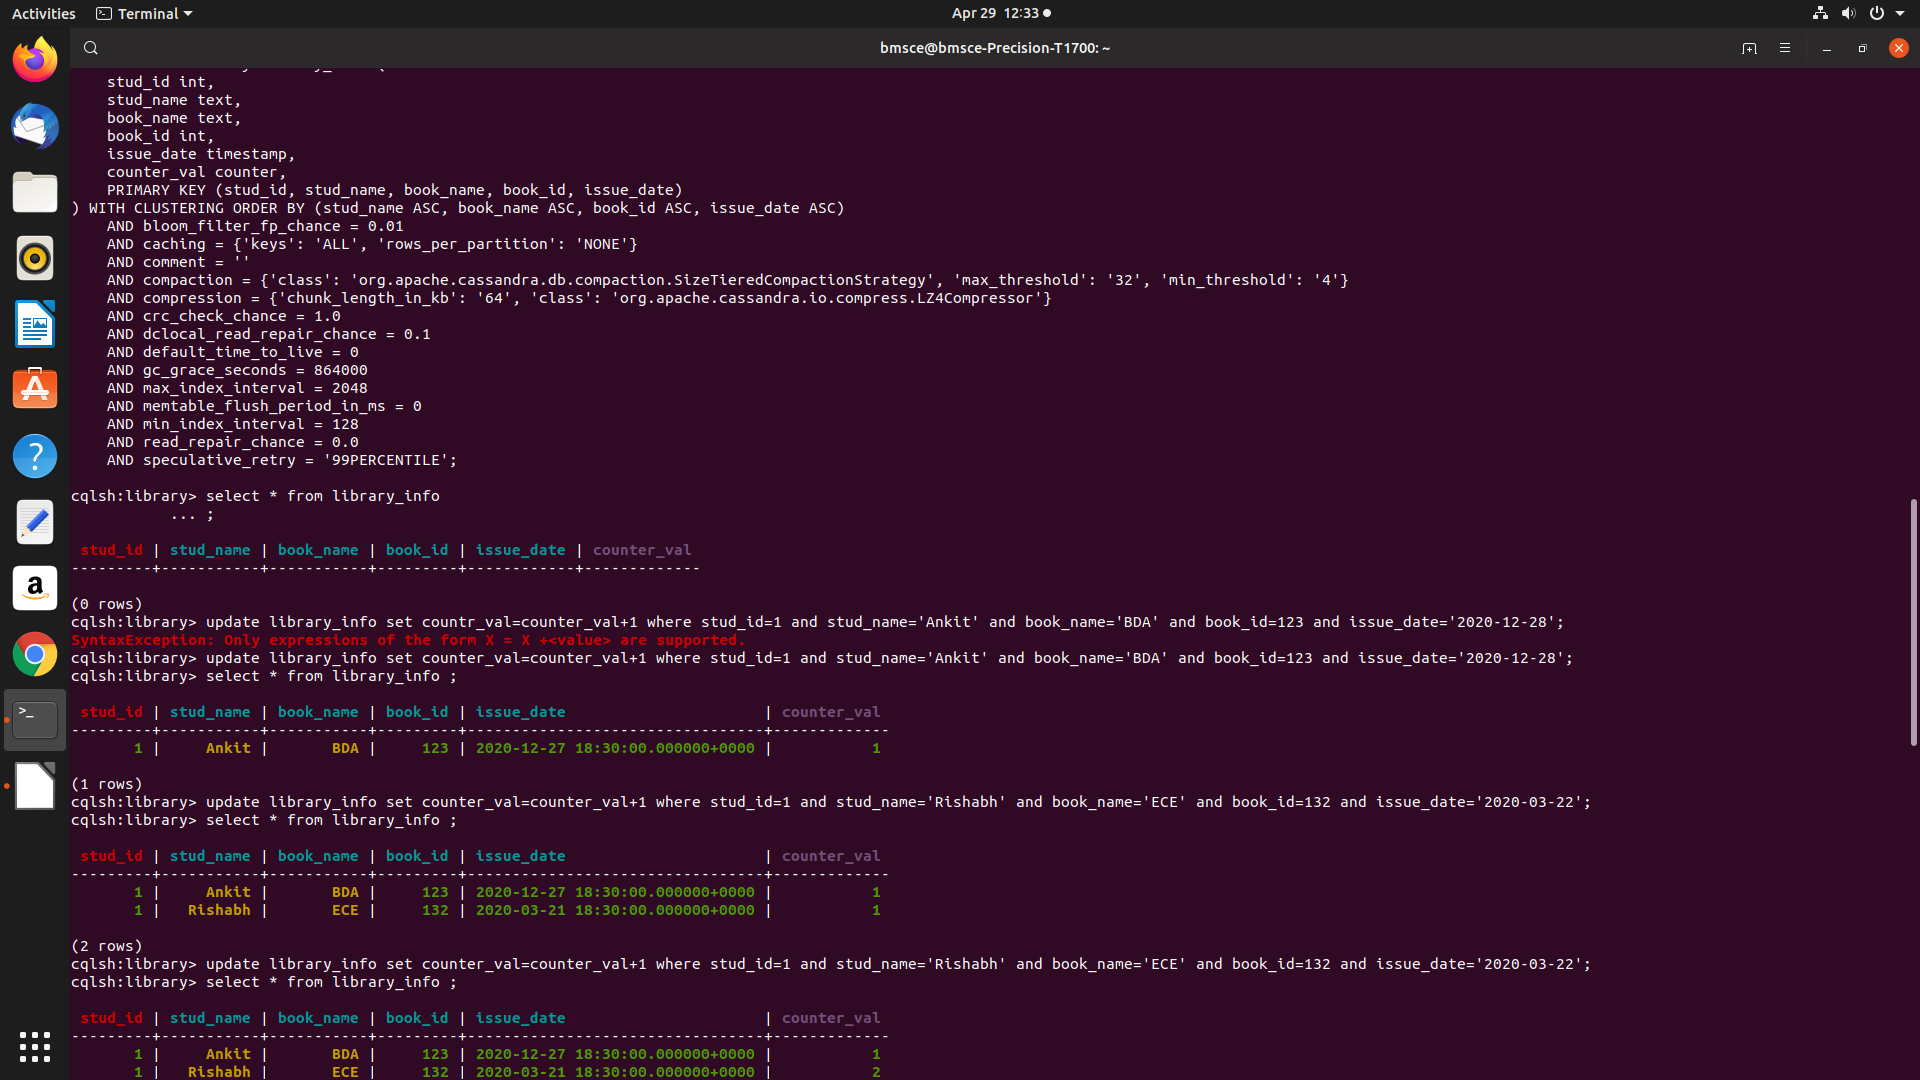 Activities Terminal Apr 29 12:33
bmsce@bmsce-Precision-T1700: ~
stud_id int,
stud_name text,
book_name text,
book_id int,
issue_date timestamp,
counter_val counter,
PRIMARY KEY (stud_id, stud_name, book_name, book_id, issue_date)
) WITH CLUSTERING ORDER BY (stud_name ASC, book_name ASC, book_id ASC, issue_date ASC)
AND bloom_filter_fp_chance = 0.01
AND caching = {'keys': 'ALL', 'rows_per_partition': 'NONE'}
AND comment = ''
AND compaction = {'class': 'org.apache.cassandra.db.compaction.SizeTieredCompactionStrategy', 'max_threshold': '32', 'min_threshold': '4'}
AND compression = {'chunk_length_in_kb': '64', 'class': 'org.apache.cassandra.io.compress.LZ4Compressor'}
AND crc_check_chance = 1.0
AND dclocal_read_repair_chance = 0.1
AND default_time_to_live = 0
AND gc_grace_seconds = 864000
AND max_index_interval = 2048
AND memtable_flush_period_in_ms = 0
AND min_index_interval = 128
AND read_repair_chance = 0.0
AND speculative_retry = '99PERCENTILE';
cqlsh:library> select * from library_info
... ;
stud_id | stud_name | book_name | book_id | issue_date | counter_val
---------+-----------+-----------+---------+------------+-------------
(0 rows)
cqlsh:library> update library_info set countr_val=counter_val+1 where stud_id=1 and stud_name='Ankit' and book_name='BDA' and book_id=123 and issue_date='2020-12-28';
SyntaxException: Only expressions of the form X = X +<value> are supported.
cqlsh:library> update library_info set counter_val=counter_val+1 where stud_id=1 and stud_name='Ankit' and book_name='BDA' and book_id=123 and issue_date='2020-12-28';
cqlsh:library> select * from library_info ;
stud_id | stud_name | book_name | book_id | issue_date | counter_val
---------+-----------+-----------+---------+---------------------------------+-------------
1 | Ankit | BDA | 123 | 2020-12-27 18:30:00.000000+0000 | 1
(1 rows)
cqlsh:library> update library_info set counter_val=counter_val+1 where stud_id=1 and stud_name='Rishabh' and book_name='ECE' and book_id=132 and issue_date='2020-03-22';
cqlsh:library> select * from library_info ;
stud_id | stud_name | book_name | book_id | issue_date | counter_val
---------+-----------+-----------+---------+---------------------------------+-------------
1 | Ankit | BDA | 123 | 2020-12-27 18:30:00.000000+0000 | 1
1 | Rishabh | ECE | 132 | 2020-03-21 18:30:00.000000+0000 | 1
(2 rows)
cqlsh:library> update library_info set counter_val=counter_val+1 where stud_id=1 and stud_name='Rishabh' and book_name='ECE' and book_id=132 and issue_date='2020-03-22';
cqlsh:library> select * from library_info ;
stud_id | stud_name | book_name | book_id | issue_date | counter_val
---------+-----------+-----------+---------+---------------------------------+-------------
1 | Ankit | BDA | 123 | 2020-12-27 18:30:00.000000+0000 | 1
1 | Rishabh | ECE | 132 | 2020-03-21 18:30:00.000000+0000 | 2